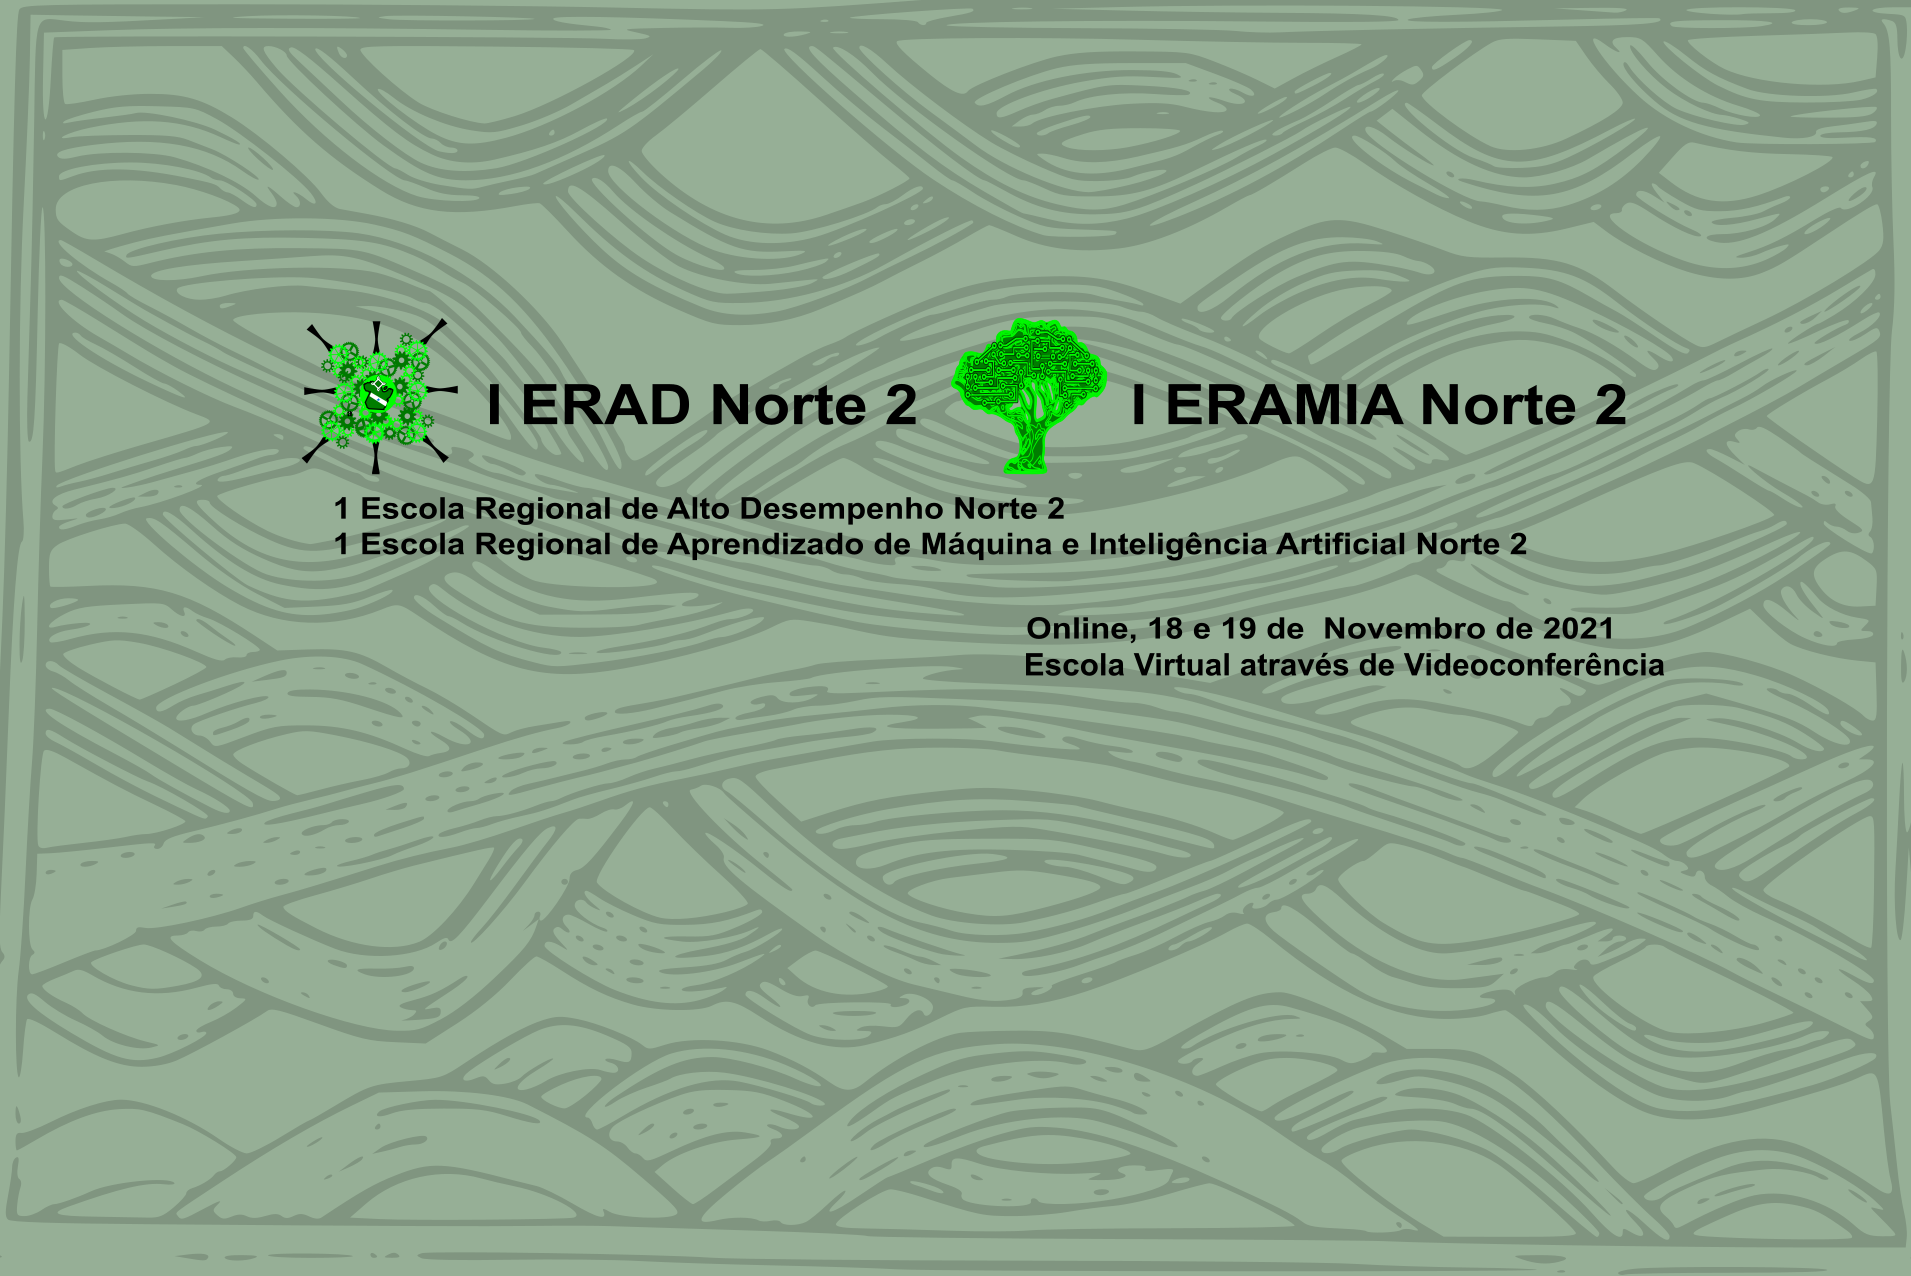 I ERAD Norte 2 I ERAMIA Norte 2
1 Escola Regional de Alto Desempenho Norte 2
1 Escola Regional de Aprendizado de Máquina e Inteligência Artificial Norte 2
Online, 18 e 19 de  Novembro de 2021
Escola Virtual através de Videoconferência